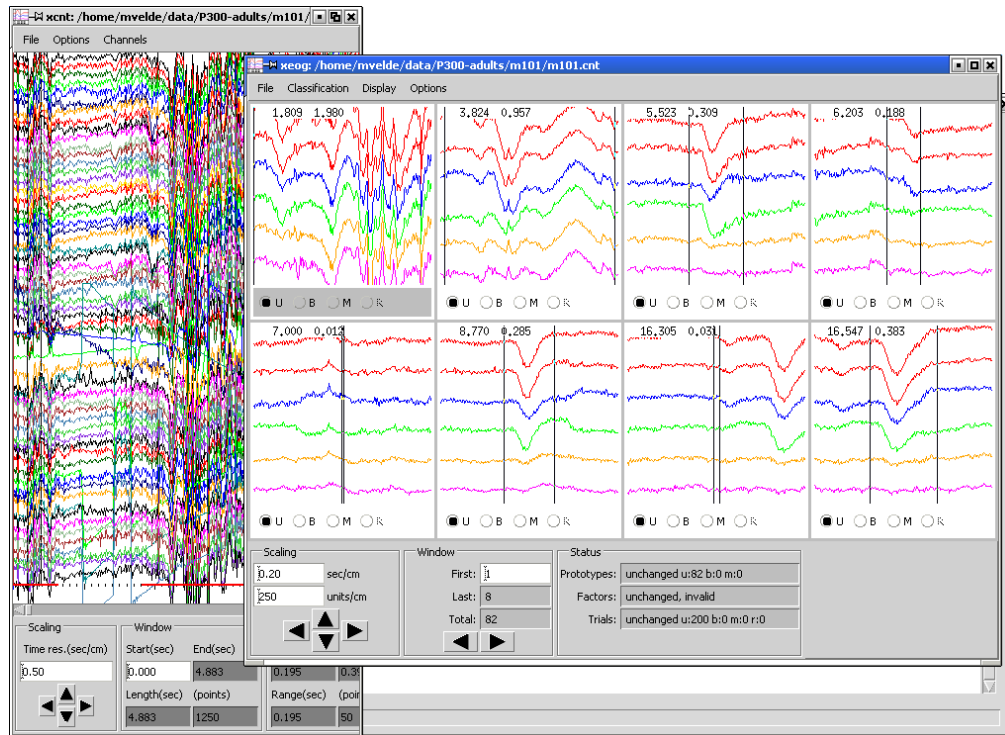 xcnt: /home/mvelde/data/P300-adults/m101/
File Options Channels
xeog: /home/mvelde/data/P300-adults/m101/m101.cnt
File Classification Display Options
1.809 1.980
3.824 0.957
5.523 0.309
6.203 0.188
U B M R
U B M R
U B M R
U B M R
7.000 0.012
8.770 0.285
16.305 0.031
16.547 0.383
U B M R
U B M R
U B M R
U B M R
Scaling
0.20 sec/cm
250 units/cm
Window
First: 1
Last: 8
Total: 82
Status
Prototypes: unchanged u:82 b:0 m:0
Factors: unchanged, invalid
Trials: unchanged u:200 b:0 m:0 r:0
Scaling
Time res.(sec/cm)
0.50
Window
Start(sec) End(sec)
0.000 4.883
Length(sec) (points)
4.883 1250
0.195 0.39
Range(sec) (poin
0.195 50